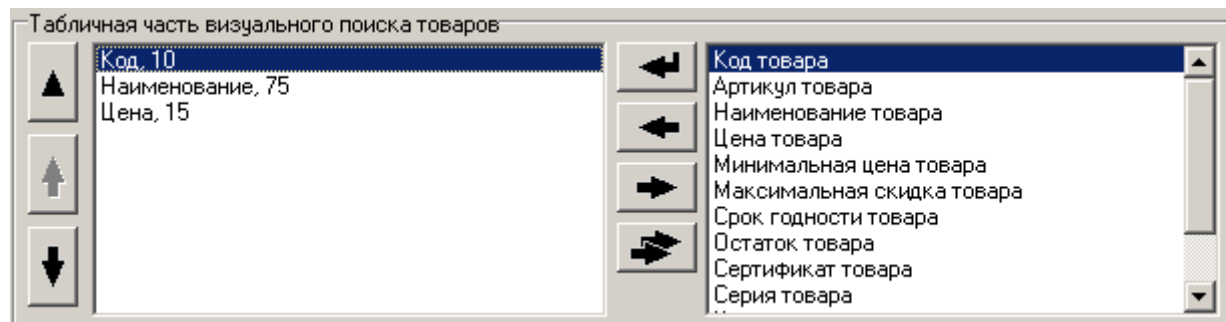 Табличная часть визуального поиска товаров
Код, 10
Наименование, 75
Цена, 15
Код товара
Артикул товара
Наименование товара
Цена товара
Минимальная цена товара
Максимальная скидка товара
Срок годности товара
Остаток товара
Сертификат товара
Серия товара